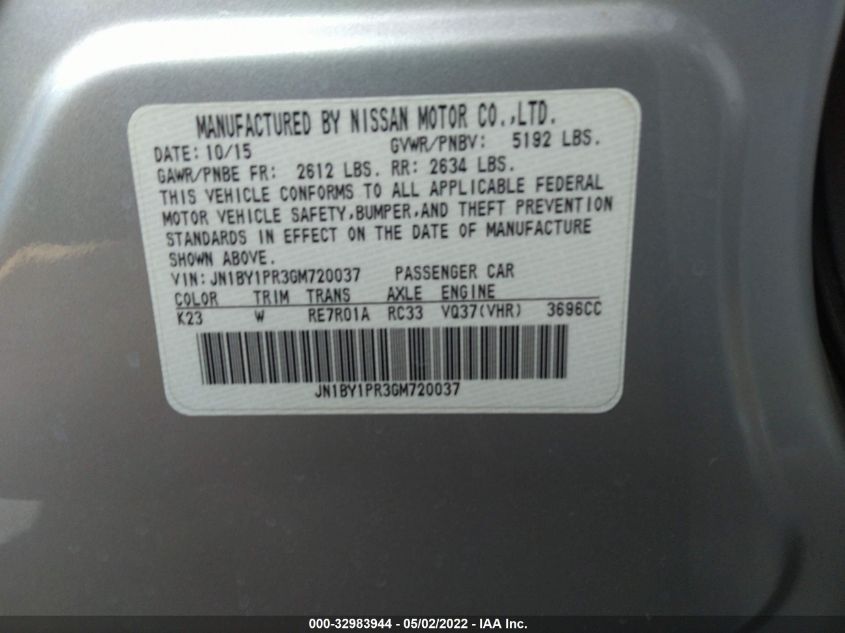 MANUFACTURED BY NISSAN MOTOR CO.,LTD.
DATE: 10/15 GVWR/PNBV: 5192 LBS.
GAWR/PNBE FR: 2612 LBS. RR: 2634 LBS.
THIS VEHICLE CONFORMS TO ALL APPLICABLE FEDERAL
MOTOR VEHICLE SAFETY,BUMPER,AND THEFT PREVENTION
STANDARDS IN EFFECT ON THE DATE OF MANUFACTURE
SHOWN ABOVE.
VIN:JN1BY1PR3GM720037 PASSENGER CAR
COLOR TRIM TRANS AXLE ENGINE
K23 W RE7R01A RC33 VQ37(VHR) 3696CC
JN1BY1PR3GM720037
000-32983944 - 05/02/2022 - IAA Inc.